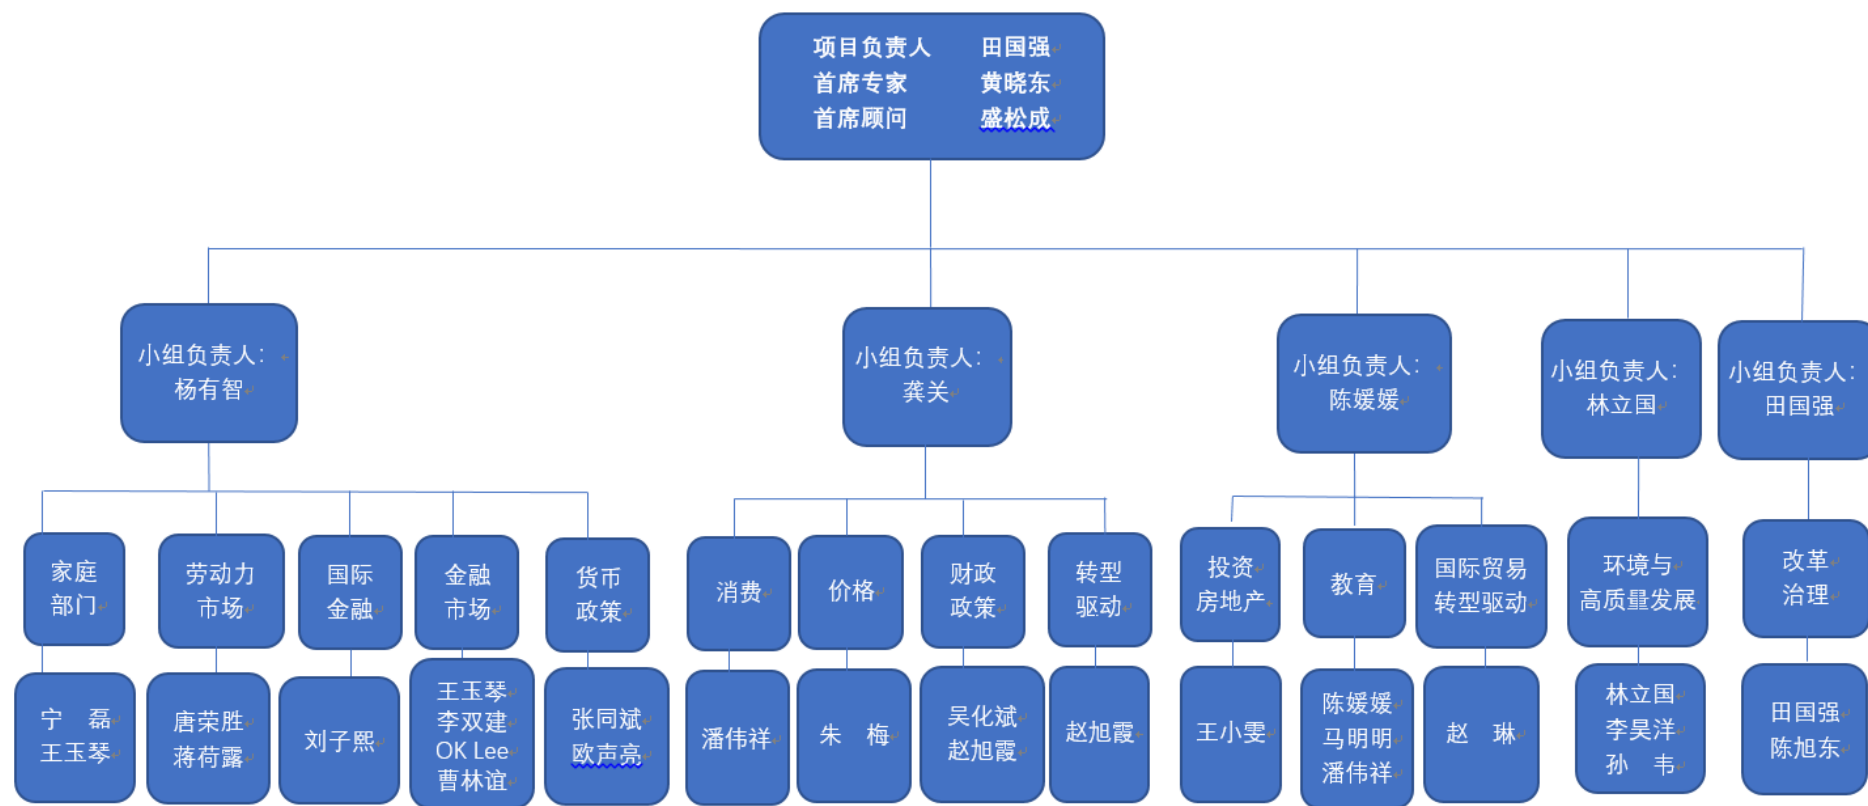 项目负责人 田国强
首席专家 黄晓东
首席顾问 盛松成
小组负责人：
杨有智
小组负责人：
龚关
小组负责人：
陈媛媛
小组负责人：
林立国
小组负责人：
田国强
家庭
部门
劳动力
市场
国际
金融
金融
市场
货币
政策
消费
价格
财政
政策
转型
驱动
投资
房地产
教育
国际贸易
转型驱动
环境与
高质量发展
改革
治理
宁 磊
王玉琴
唐荣胜
蒋荷露
刘子熙
王玉琴
李双建
OK Lee
曹林谊
张同斌
欧声亮
潘伟祥
朱 梅
吴化斌
赵旭霞
赵旭霞
王小雯
陈媛媛
马明明
潘伟祥
赵 琳
林立国
李昊洋
孙 韦
田国强
陈旭东